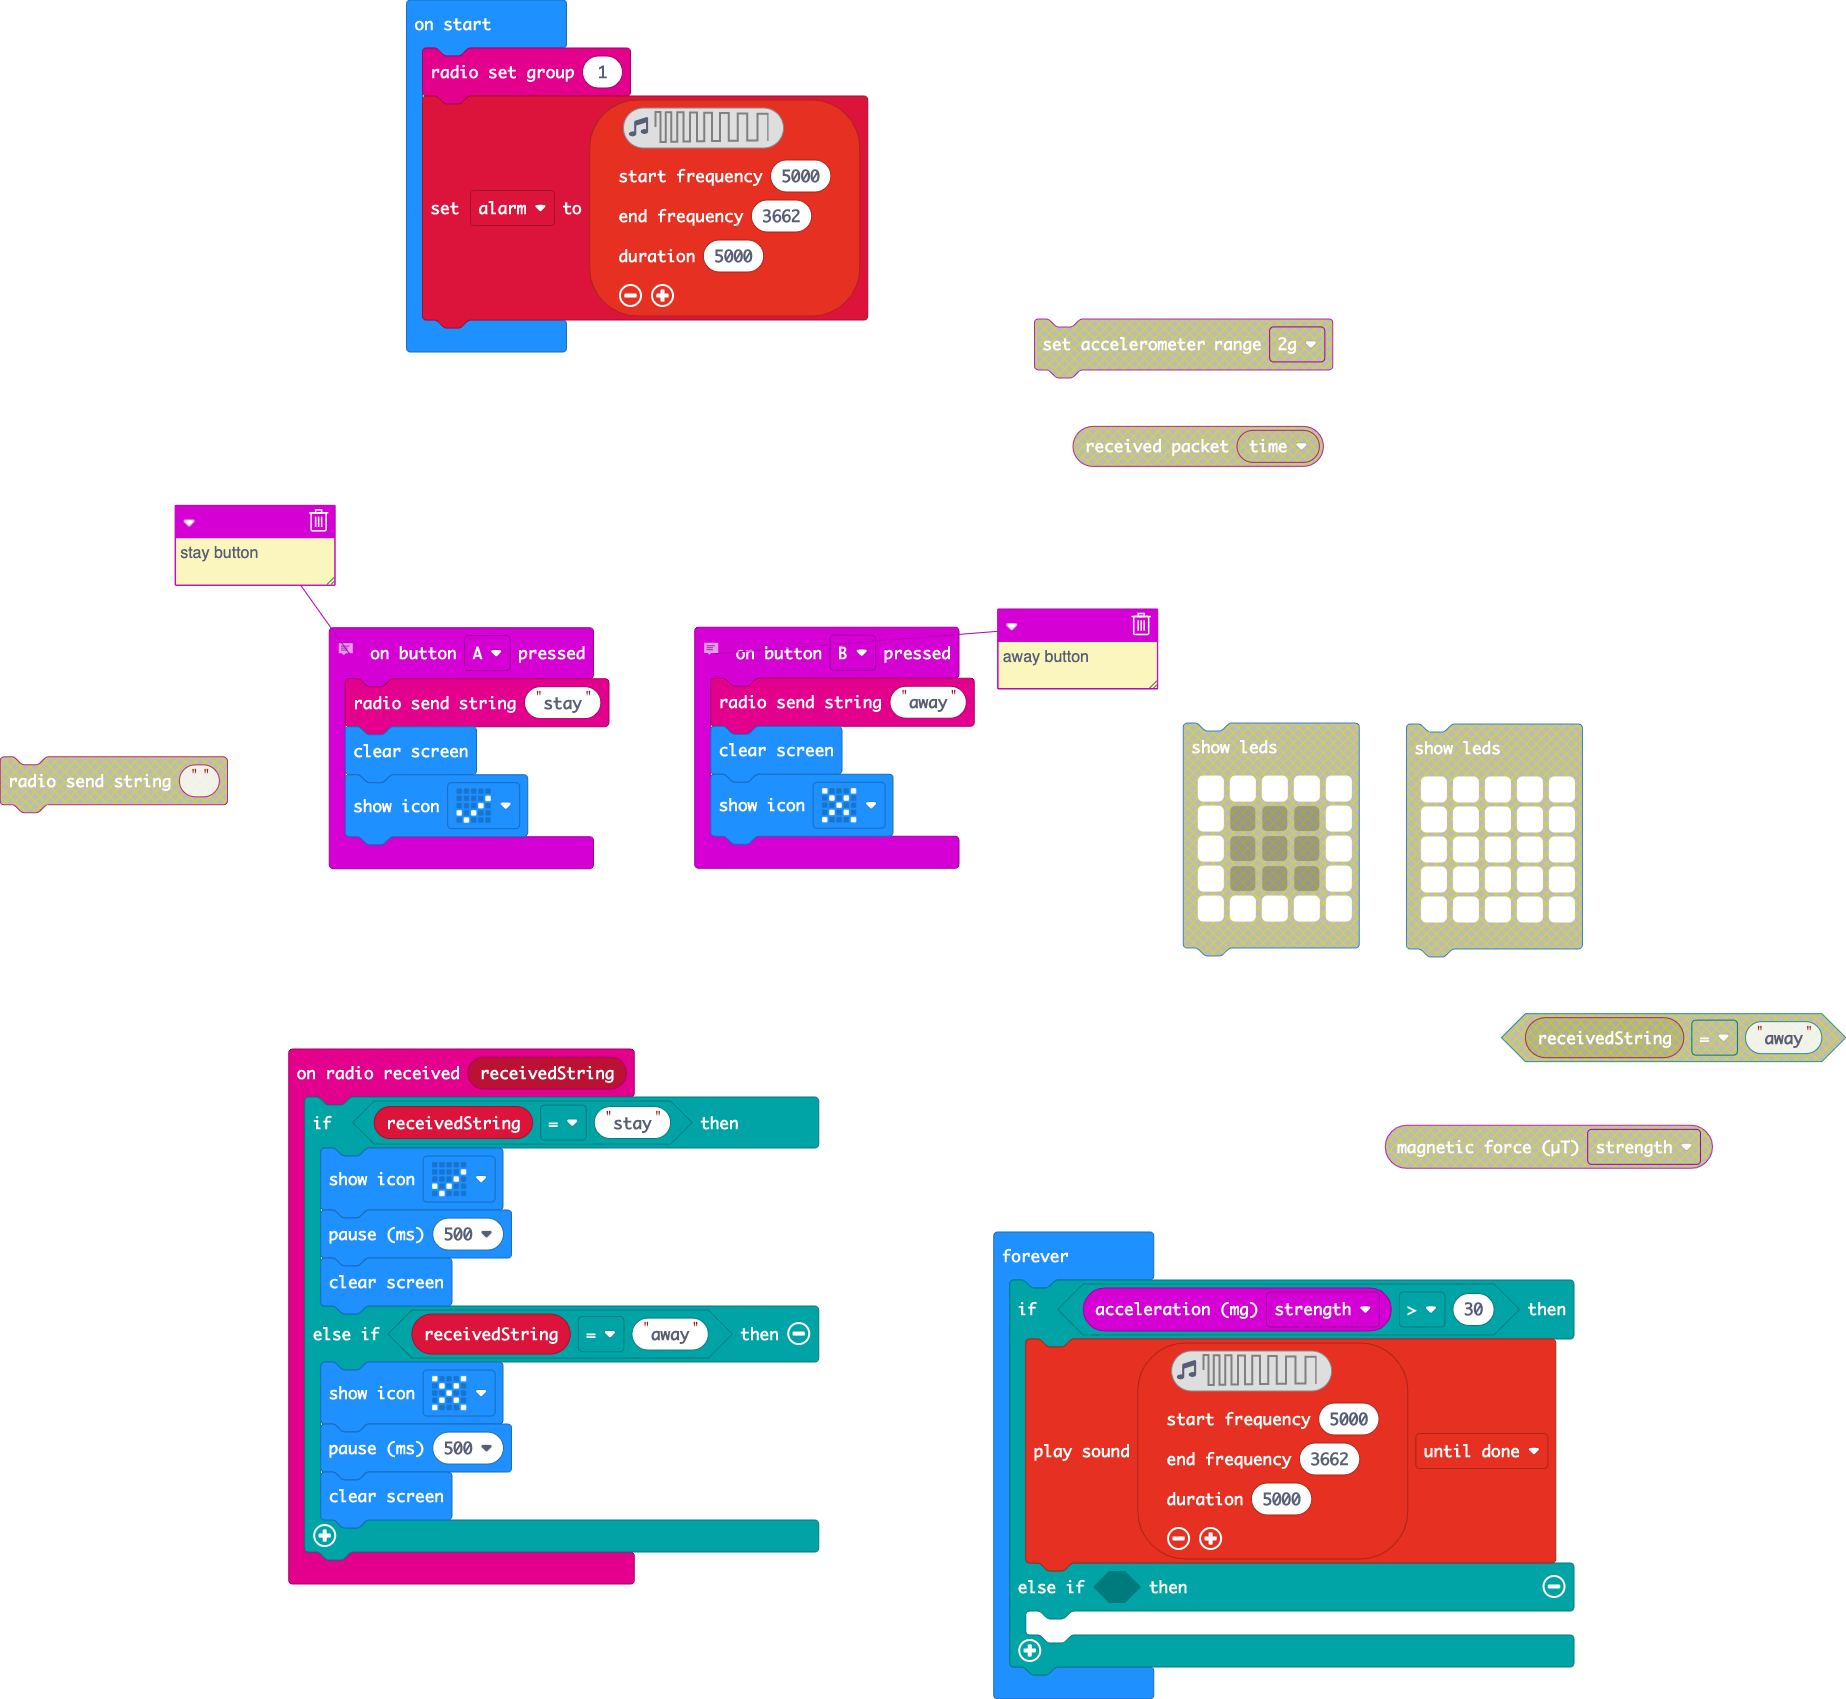 on start
radio set group 1
start frequency 5000
set alarm to
end frequency 3662
duration 5000
set accelerometer range 2g
received packet time
stay button
away button
on button A pressed
radio send string "stay"
clear screen
show icon
on button B pressed
radio send string "away"
clear screen
show icon
radio send string " "
show leds
show leds
receivedString = "away"
magnetic force (µT) strength
on radio received receivedString
if receivedString = "stay" then
show icon
pause (ms) 500
clear screen
else if receivedString = "away" then
show icon
pause (ms) 500
clear screen
forever
if acceleration (mg) strength > 30 then
start frequency 5000
play sound until done
end frequency 3662
duration 5000
else if then